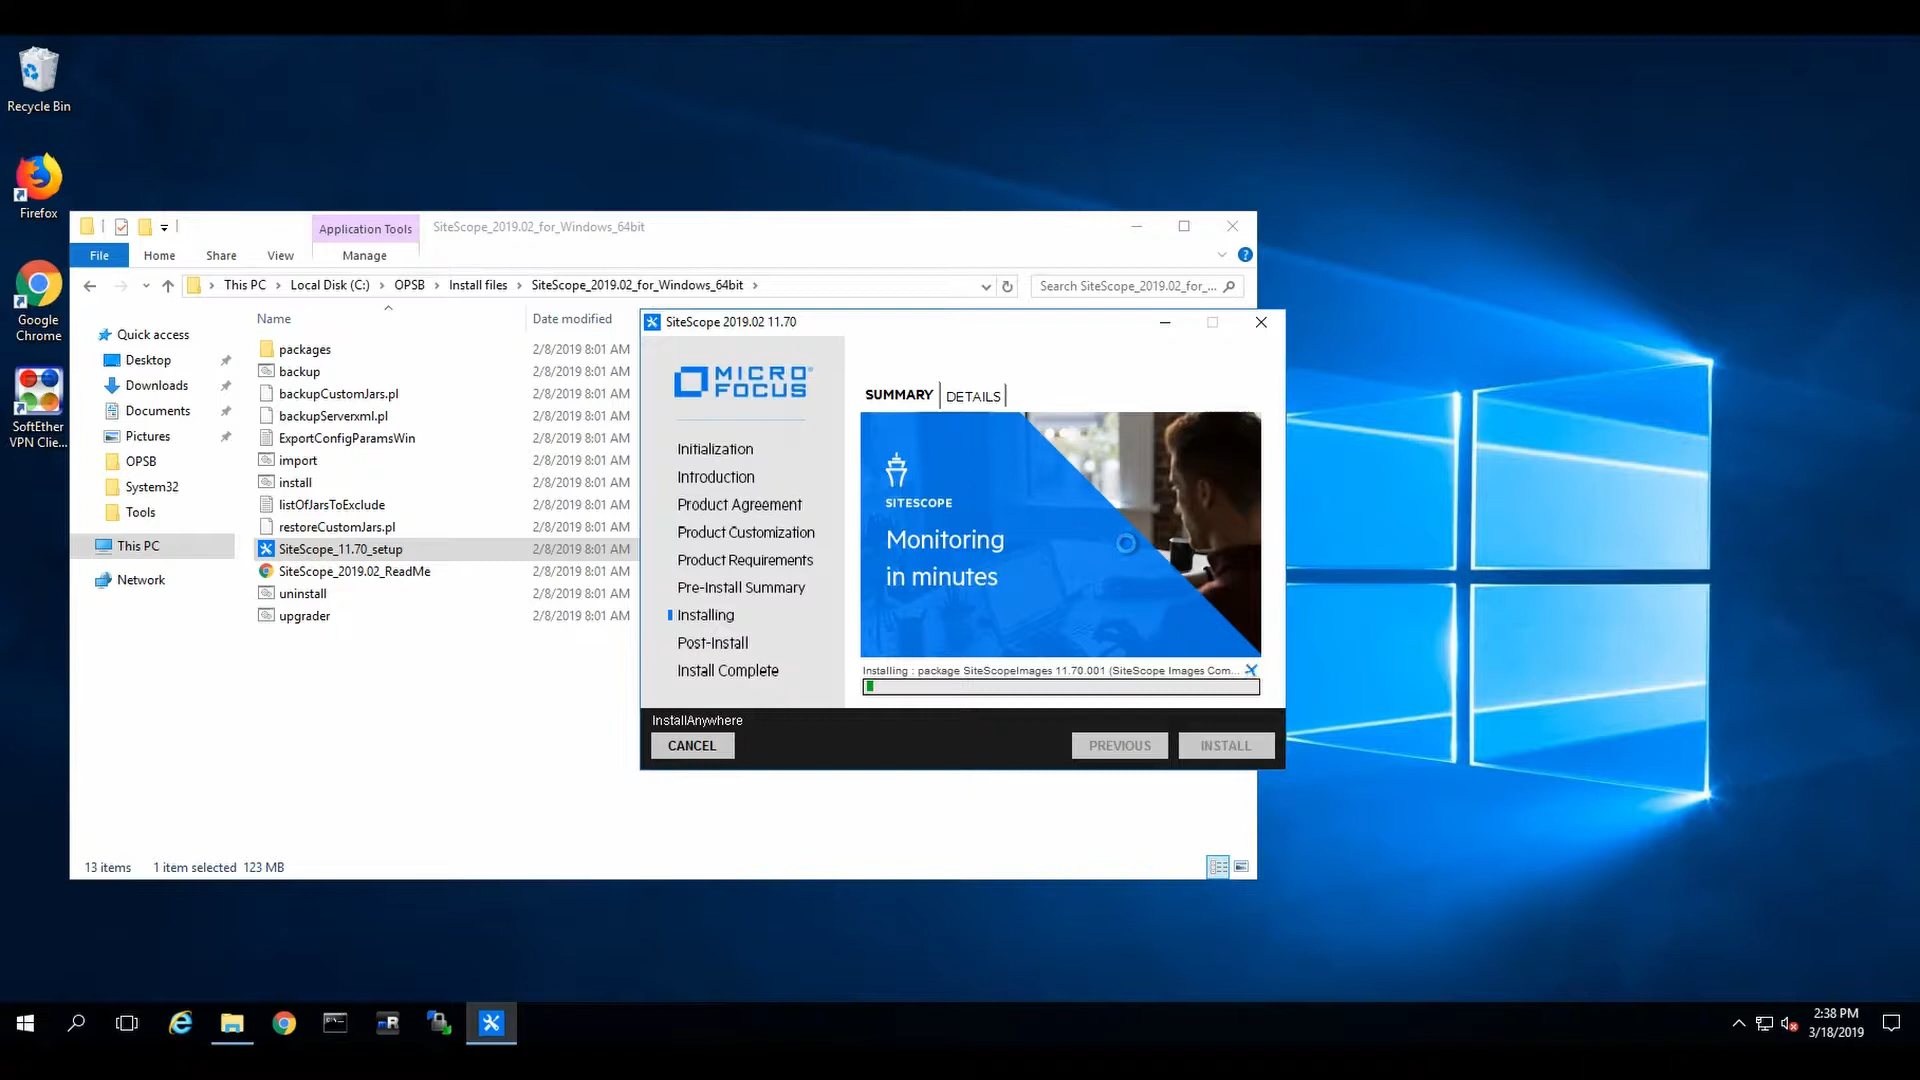 Recycle Bin
Firefox
Google
Chrome
SoftEther
VPN Clie...
Application Tools
SiteScope_2019.02_for_Windows_64bit
File
Home
Share
View
Manage
This PC
Local Disk (C:)
OPSB
Install files
SiteScope_2019.02_for_Windows_64bit
Search SiteScope_2019.02_for_...
Quick access
Desktop
Downloads
Documents
Pictures
OPSB
System32
Tools
This PC
Network
Name
Date modified
packages 2/8/2019 8:01 AM
backup 2/8/2019 8:01 AM
backupCustomJars.pl 2/8/2019 8:01 AM
backupServerxml.pl 2/8/2019 8:01 AM
ExportConfigParamsWin 2/8/2019 8:01 AM
import 2/8/2019 8:01 AM
install 2/8/2019 8:01 AM
listOfJarsToExclude 2/8/2019 8:01 AM
restoreCustomJars.pl 2/8/2019 8:01 AM
SiteScope_11.70_setup 2/8/2019 8:01 AM
SiteScope_2019.02_ReadMe 2/8/2019 8:01 AM
uninstall 2/8/2019 8:01 AM
upgrader 2/8/2019 8:01 AM
13 items 1 item selected 123 MB
SiteScope 2019.02 11.70
MICRO
FOCUS
Initialization
Introduction
Product Agreement
Product Customization
Product Requirements
Pre-Install Summary
Installing
Post-Install
Install Complete
SUMMARY
DETAILS
SITESCOPE
Monitoring
in minutes
Installing : package SiteScopeImages 11.70.001 (SiteScope Images Com...
InstallAnywhere
CANCEL
PREVIOUS
INSTALL
mR
2:38 PM
3/18/2019